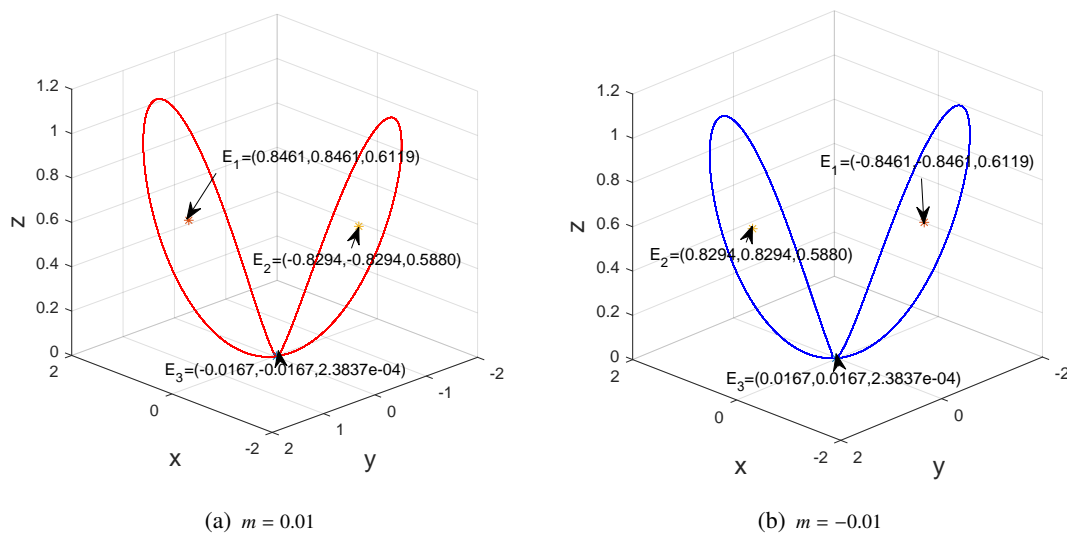 1.2
1
0.8
0.6
0.4
0.2
0
z
2
0
-2
x
2
1
0
-1
-2
y
E1=(0.8461,0.8461,0.6119)
E2=(-0.8294,-0.8294,0.5880)
E3=(-0.0167,-0.0167,2.3837e-04)
(a) m = 0.01
1.2
1
0.8
0.6
0.4
0.2
0
z
2
0
-2
x
2
0
-2
y
E1=(-0.8461,-0.8461,0.6119)
E2=(0.8294,0.8294,0.5880)
E3=(0.0167,0.0167,2.3837e-04)
(b) m = −0.01